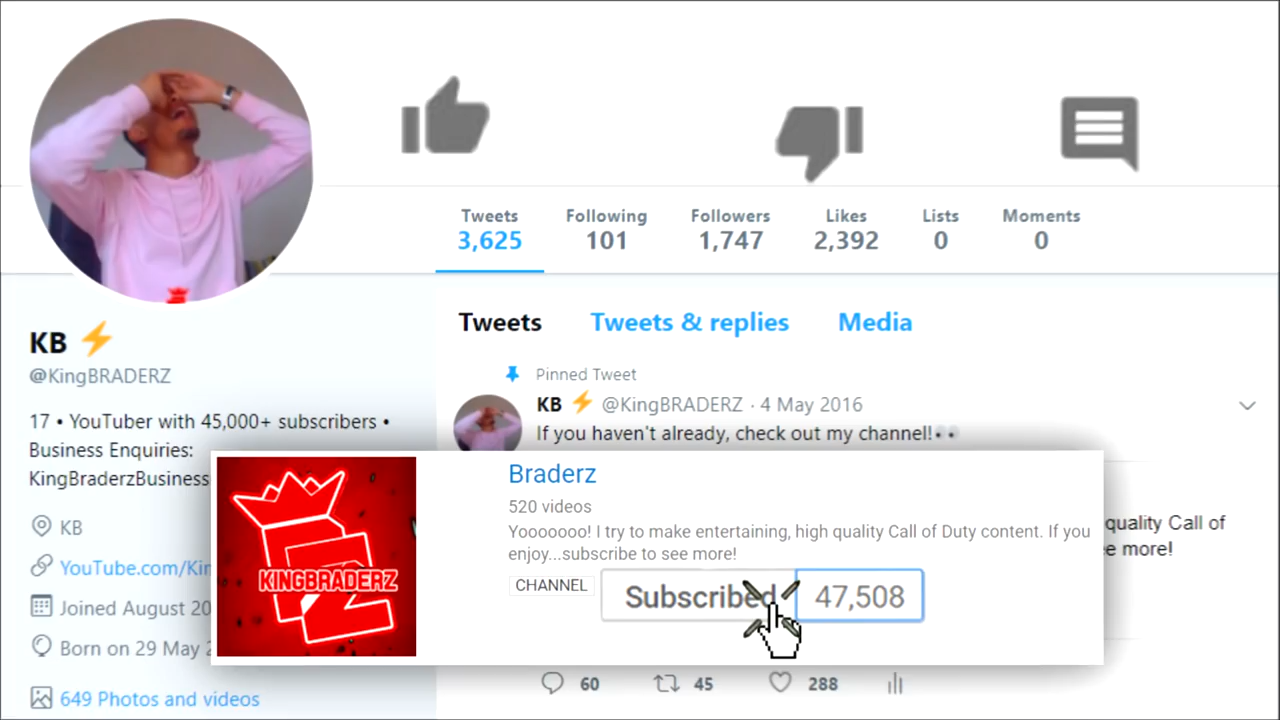 Tweets Following Followers Likes Lists Moments
3,625 101 1,747 2,392 0 0
Tweets Tweets & replies Media
KB ⚡
@KingBRADERZ
17 • YouTuber with 45,000+ subscribers •
Business Enquiries:
KingBraderzBusiness
KB
YouTube.com/Kin
Joined August 20
Born on 29 May 2
649 Photos and videos
Pinned Tweet
KB ⚡ @KingBRADERZ · 4 May 2016
If you haven't already, check out my channel!👀
quality Call of
e more!
KINGBRADERZ
Braderz
520 videos
Yooooooo! I try to make entertaining, high quality Call of Duty content. If you
enjoy...subscribe to see more!
CHANNEL
Subscribed 47,508
60 45 288